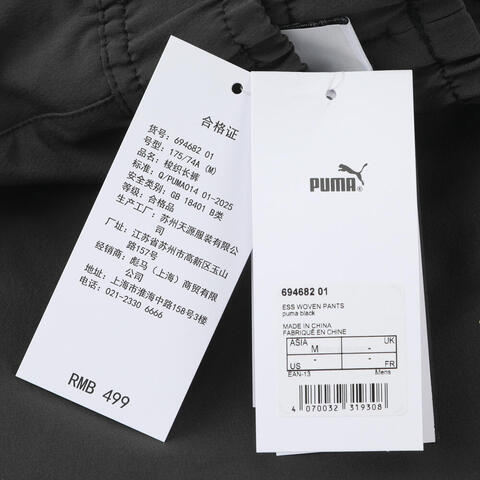 合格证
货号: 694682 01
号型: 175/74A (M)
品名: 梭织长裤
标准: Q/PUMA014 01-2025
安全类别: GB 18401 B类
等级: 合格品
生产工厂: 苏州天源服装有限公
司
厂址: 江苏省苏州市高新区玉山
路157号
经销商: 彪马(上海)商贸有限
公司
地址: 上海市淮海中路158号3楼
电话: 021-2330 6666
RMB 499
PUMA
694682 01
ESS WOVEN PANTS
puma black
MADE IN CHINA
FABRIQUÉ EN CHINE
ASIA M - UK
US - - FR
EAN-13 Mens
4 070032 319308